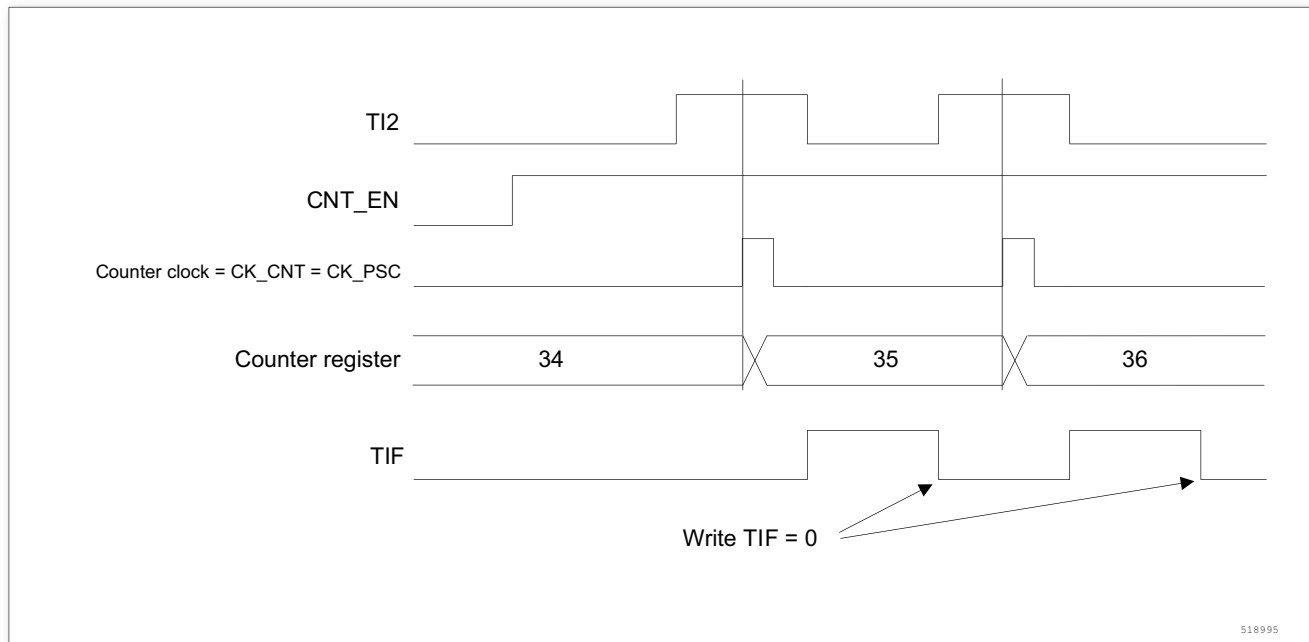 TI2
CNT_EN
Counter clock = CK_CNT = CK_PSC
Counter register
34
35
36
TIF
Write TIF = 0
518995